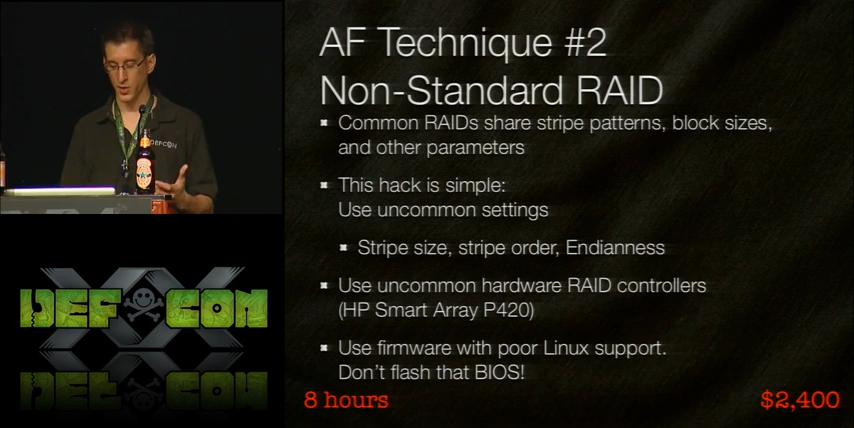 AF Technique #2
Non-Standard RAID
Common RAIDs share stripe patterns, block sizes,
and other parameters
This hack is simple:
Use uncommon settings
Stripe size, stripe order, Endianness
Use uncommon hardware RAID controllers
(HP Smart Array P420)
Use firmware with poor Linux support.
Don't flash that BIOS!
8 hours
$2,400
DEFCON
XX
DEF CON